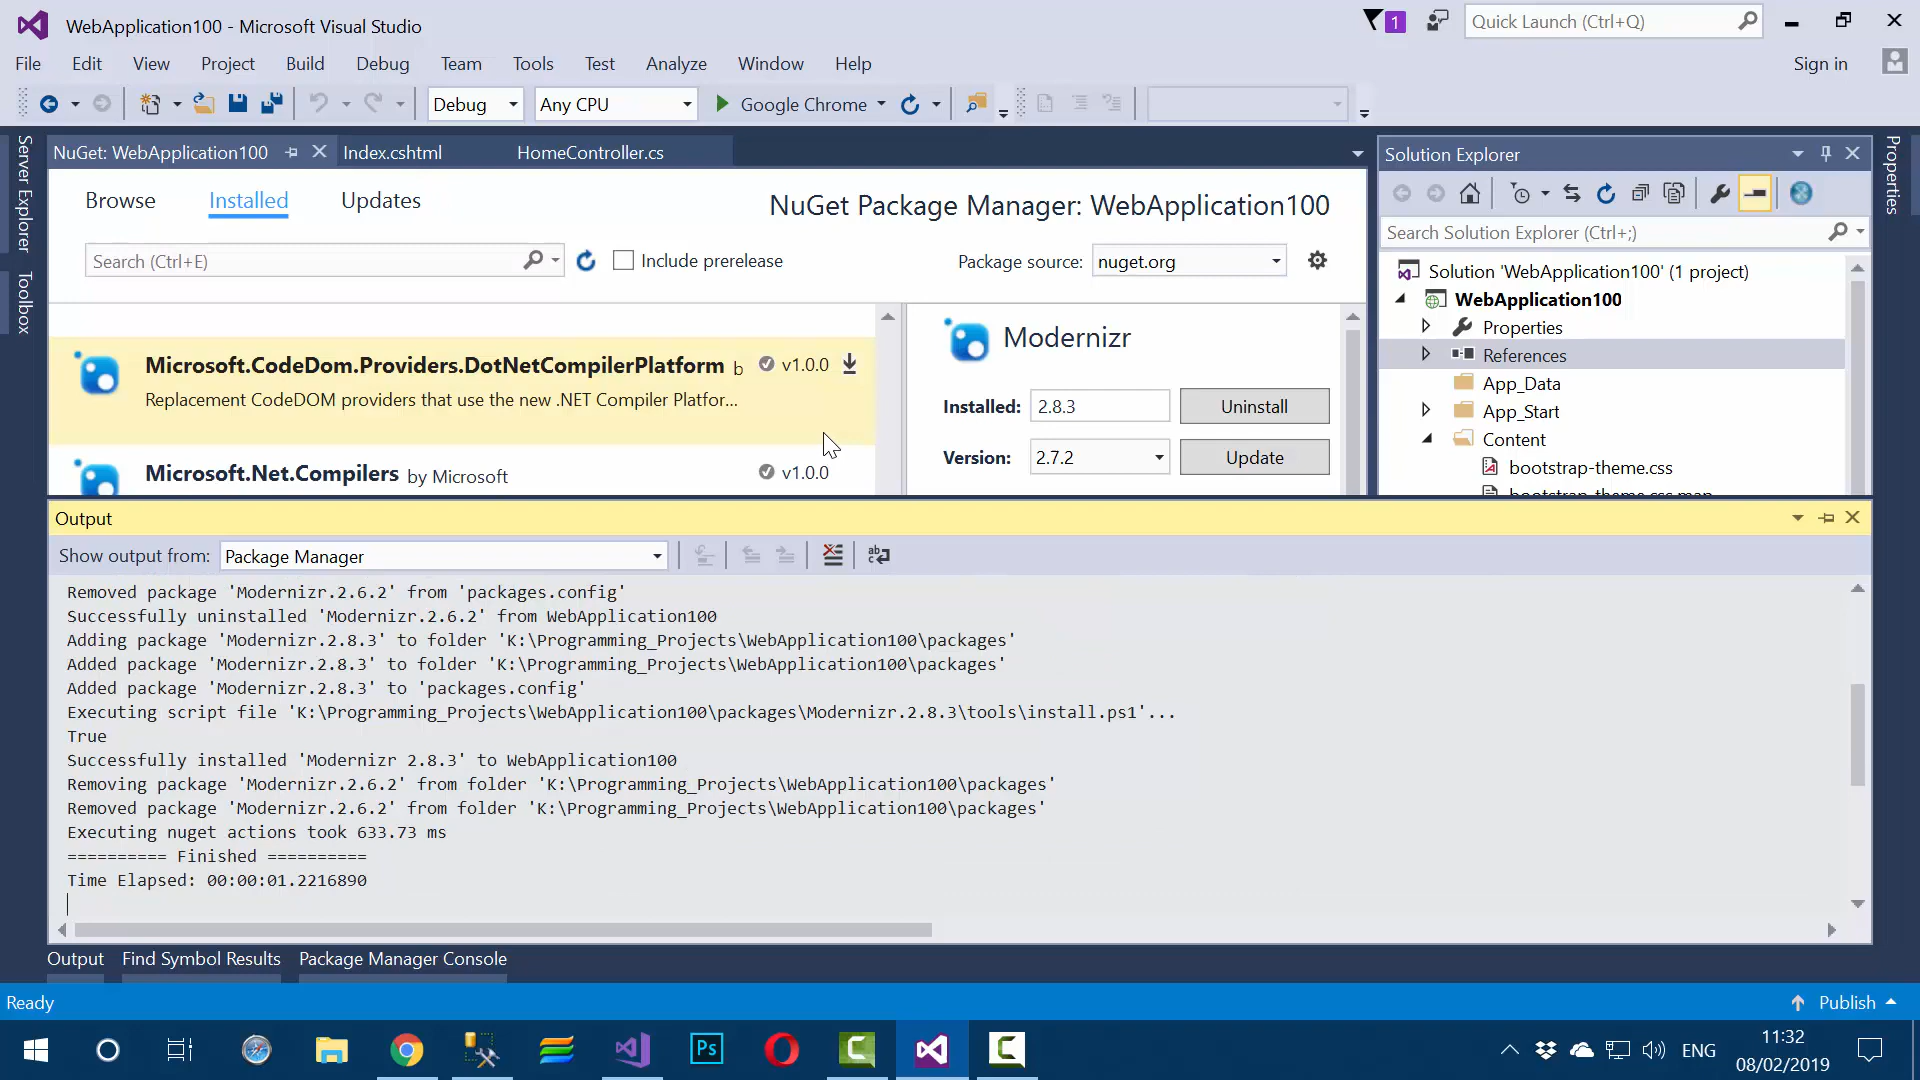 WebApplication100 - Microsoft Visual Studio
1
Quick Launch (Ctrl+Q)
File Edit View Project Build Debug Team Tools Test Analyze Window Help
Sign in
Debug Any CPU Google Chrome
Server Explorer
Toolbox
NuGet: WebApplication100 Index.cshtml HomeController.cs
Browse Installed Updates
NuGet Package Manager: WebApplication100
Search (Ctrl+E)
Include prerelease
Package source: nuget.org
Microsoft.CodeDom.Providers.DotNetCompilerPlatform b v1.0.0
Replacement CodeDOM providers that use the new .NET Compiler Platfor...
Microsoft.Net.Compilers by Microsoft v1.0.0
Modernizr
Installed: 2.8.3 Uninstall
Version: 2.7.2 Update
Solution Explorer
Search Solution Explorer (Ctrl+;)
Solution 'WebApplication100' (1 project)
WebApplication100
Properties
References
App_Data
App_Start
Content
bootstrap-theme.css
bootstrap-theme.css.map
Properties
Output
Show output from: Package Manager
Removed package 'Modernizr.2.6.2' from 'packages.config'
Successfully uninstalled 'Modernizr.2.6.2' from WebApplication100
Adding package 'Modernizr.2.8.3' to folder 'K:\Programming_Projects\WebApplication100\packages'
Added package 'Modernizr.2.8.3' to folder 'K:\Programming_Projects\WebApplication100\packages'
Added package 'Modernizr.2.8.3' to 'packages.config'
Executing script file 'K:\Programming_Projects\WebApplication100\packages\Modernizr.2.8.3\tools\install.ps1'...
True
Successfully installed 'Modernizr 2.8.3' to WebApplication100
Removing package 'Modernizr.2.6.2' from folder 'K:\Programming_Projects\WebApplication100\packages'
Removed package 'Modernizr.2.6.2' from folder 'K:\Programming_Projects\WebApplication100\packages'
Executing nuget actions took 633.73 ms
========== Finished ==========
Time Elapsed: 00:00:01.2216890
Output Find Symbol Results Package Manager Console
Ready
Publish
Ps
ENG
11:32
08/02/2019